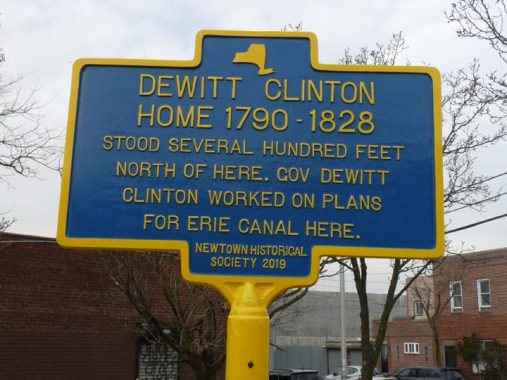 DEWITT CLINTON
HOME 1790 - 1828
STOOD SEVERAL HUNDRED FEET
NORTH OF HERE. GOV DEWITT
CLINTON WORKED ON PLANS
FOR ERIE CANAL HERE.
NEWTOWN HISTORICAL
SOCIETY 2019